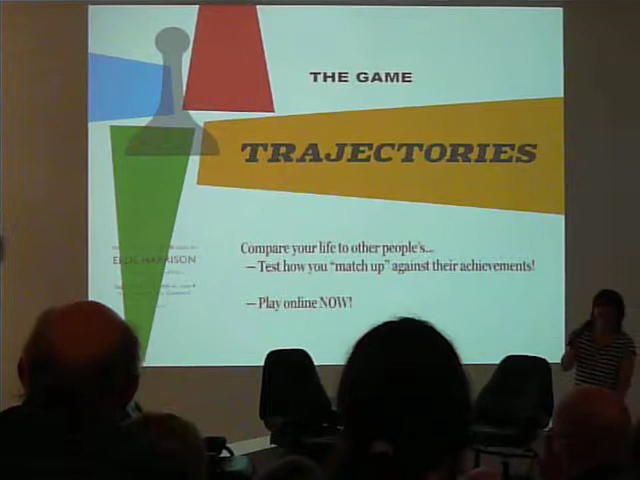 THE GAME
TRAJECTORIES
Compare your life to other people's...
—Test how you "match up" against their achievements!
—Play online NOW!
ELLIE HARRISON